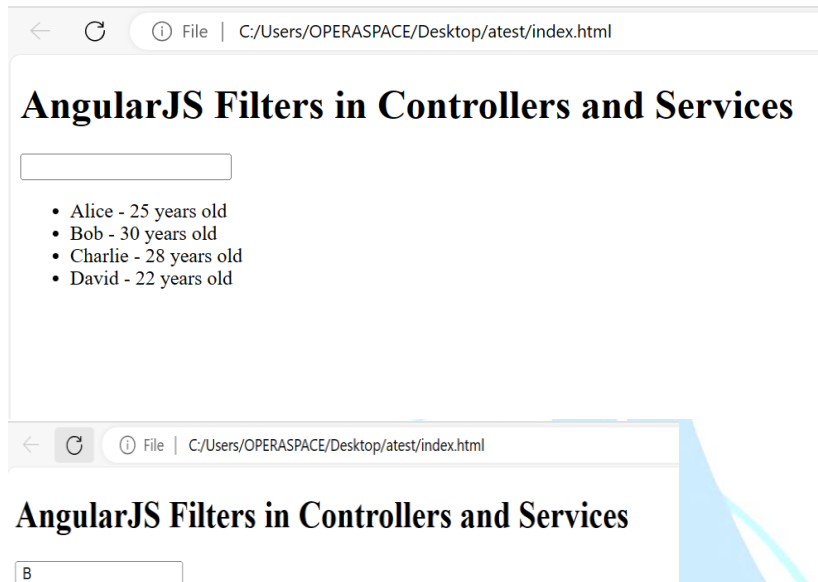 File | C:/Users/OPERASPACE/Desktop/atest/index.html
AngularJS Filters in Controllers and Services
• Alice - 25 years old
• Bob - 30 years old
• Charlie - 28 years old
• David - 22 years old
File | C:/Users/OPERASPACE/Desktop/atest/index.html
AngularJS Filters in Controllers and Services
B